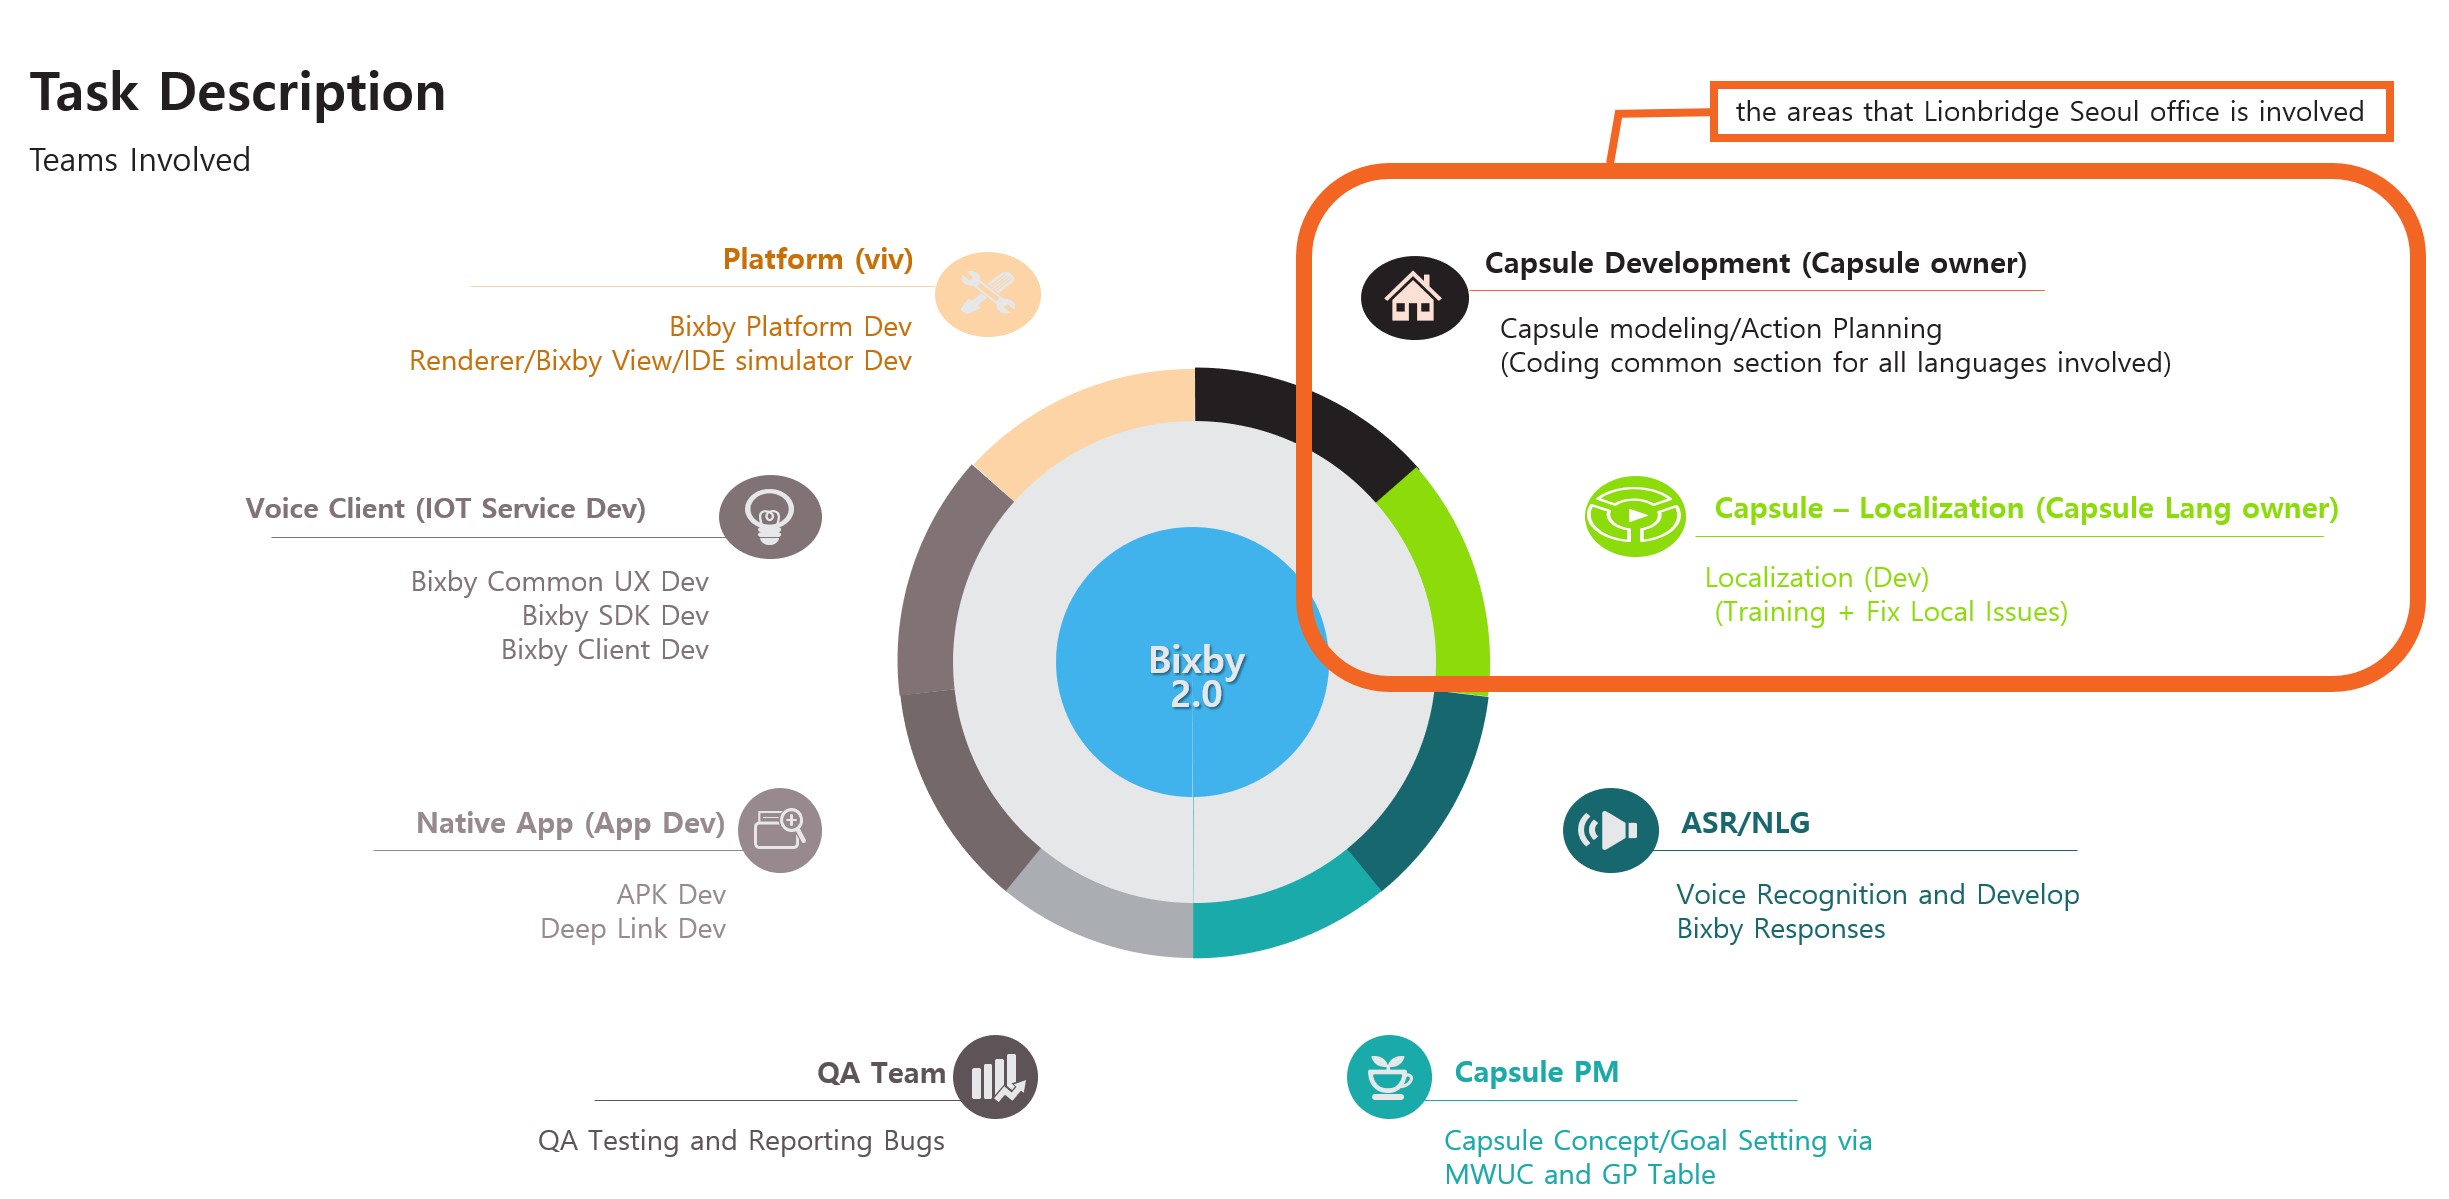 Task Description
Teams Involved
the areas that Lionbridge Seoul office is involved
Platform (viv)
Bixby Platform Dev
Renderer/Bixby View/IDE simulator Dev
Capsule Development (Capsule owner)
Capsule modeling/Action Planning
(Coding common section for all languages involved)
Voice Client (IOT Service Dev)
Bixby Common UX Dev
Bixby SDK Dev
Bixby Client Dev
Capsule – Localization (Capsule Lang owner)
Localization (Dev)
(Training + Fix Local Issues)
Bixby
2.0
Native App (App Dev)
APK Dev
Deep Link Dev
ASR/NLG
Voice Recognition and Develop
Bixby Responses
QA Team
QA Testing and Reporting Bugs
Capsule PM
Capsule Concept/Goal Setting via
MWUC and GP Table